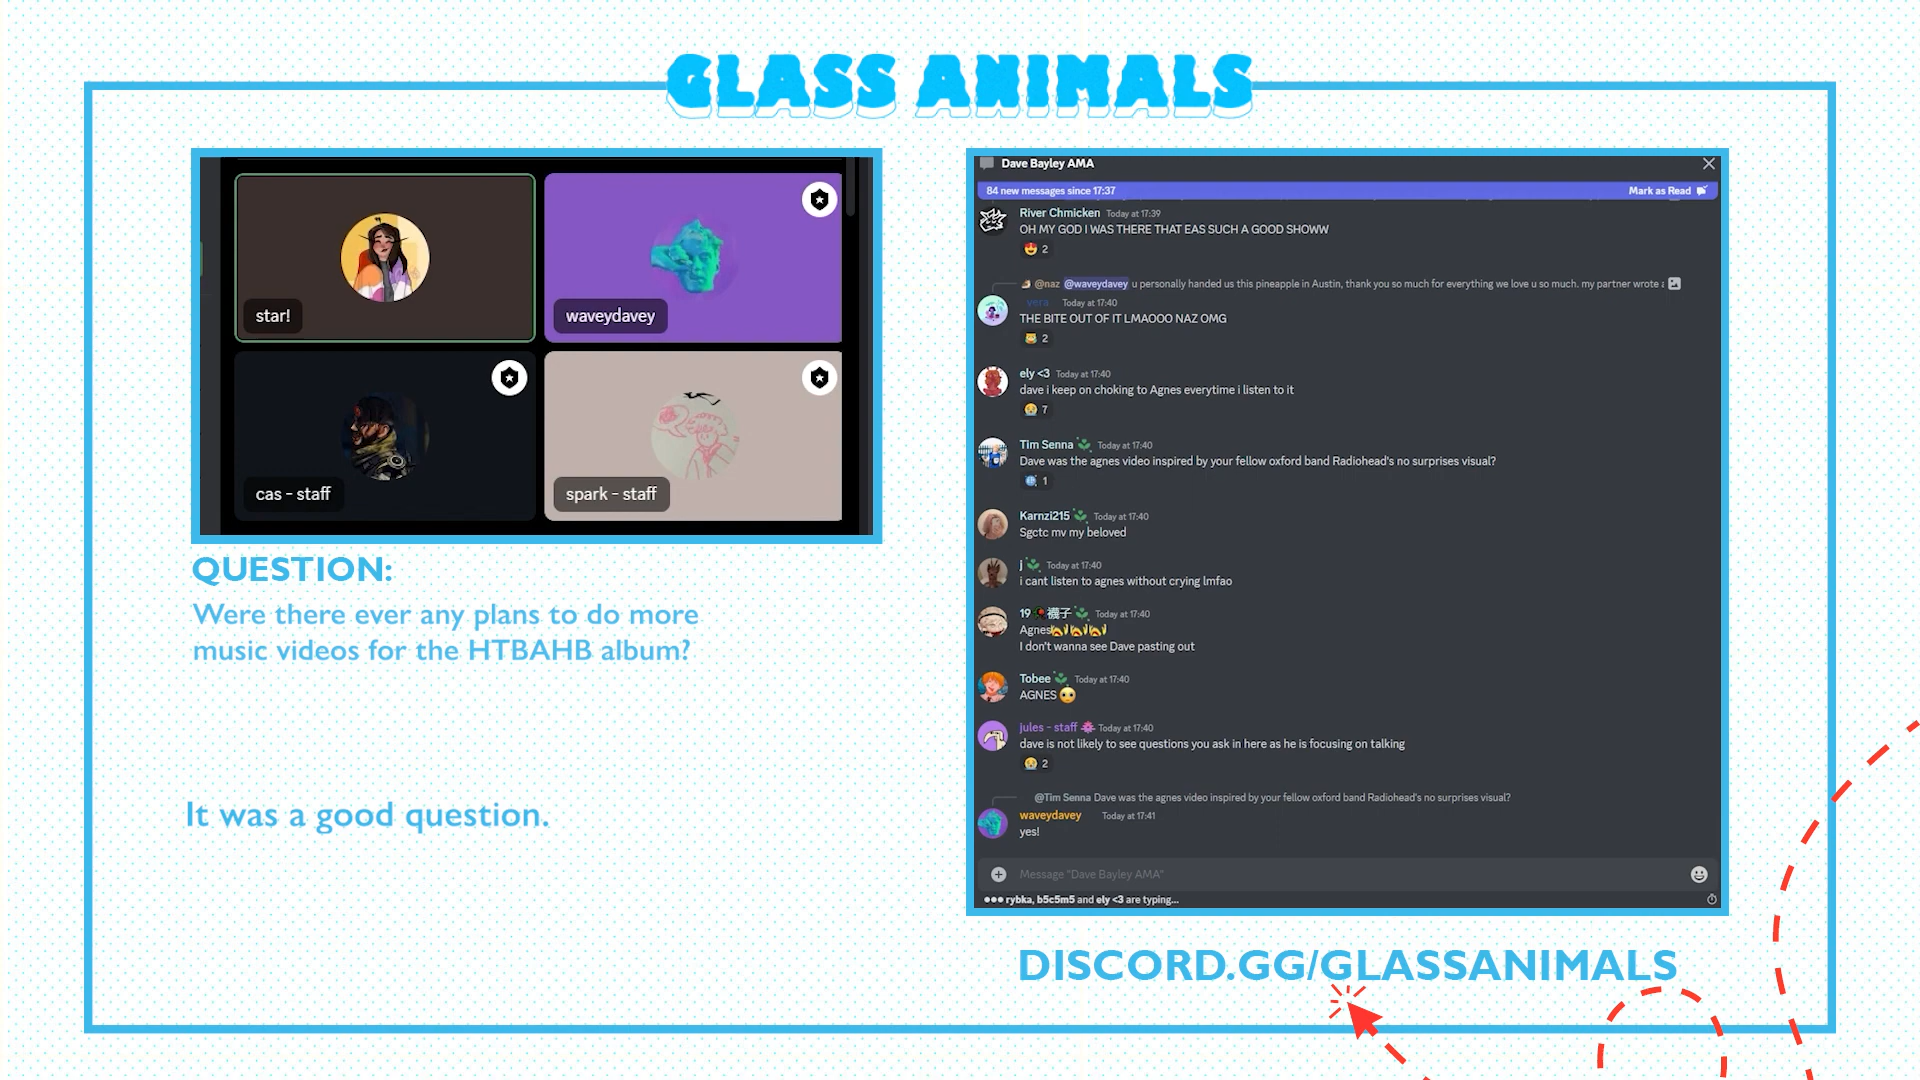 GLASS ANIMALS
star!
waveydavey
cas - staff
spark - staff
QUESTION:
Were there ever any plans to do more
music videos for the HTBAHB album?
It was a good question.
Dave Bayley AMA
84 new messages since 17:37
Mark as Read
River Chmicken Today at 17:39
OH MY GOD I WAS THERE THAT EAS SUCH A GOOD SHOWW
2
@naz @waveydavey u personally handed us this pineapple in Austin, thank you so much for everything we love u so much. my partner wrote
vera Today at 17:40
THE BITE OUT OF IT LMAOOO NAZ OMG
2
ely <3 Today at 17:40
dave i keep on choking to Agnes everytime i listen to it
7
Tim Senna Today at 17:40
Dave was the agnes video inspired by your fellow oxford band Radiohead's no surprises visual?
1
Karnzi215 Today at 17:40
Sgctc mv my beloved
j Today at 17:40
i cant listen to agnes without crying lmfao
19 襪子 Today at 17:40
Agnes
I don't wanna see Dave pasting out
Tobee Today at 17:40
AGNES
jules - staff Today at 17:40
dave is not likely to see questions you ask in here as he is focusing on talking
2
@Tim Senna Dave was the agnes video inspired by your fellow oxford band Radiohead's no surprises visual?
waveydavey Today at 17:41
yes!
Message "Dave Bayley AMA"
rybka, b5c5m5 and ely <3 are typing...
DISCORD.GG/GLASSANIMALS